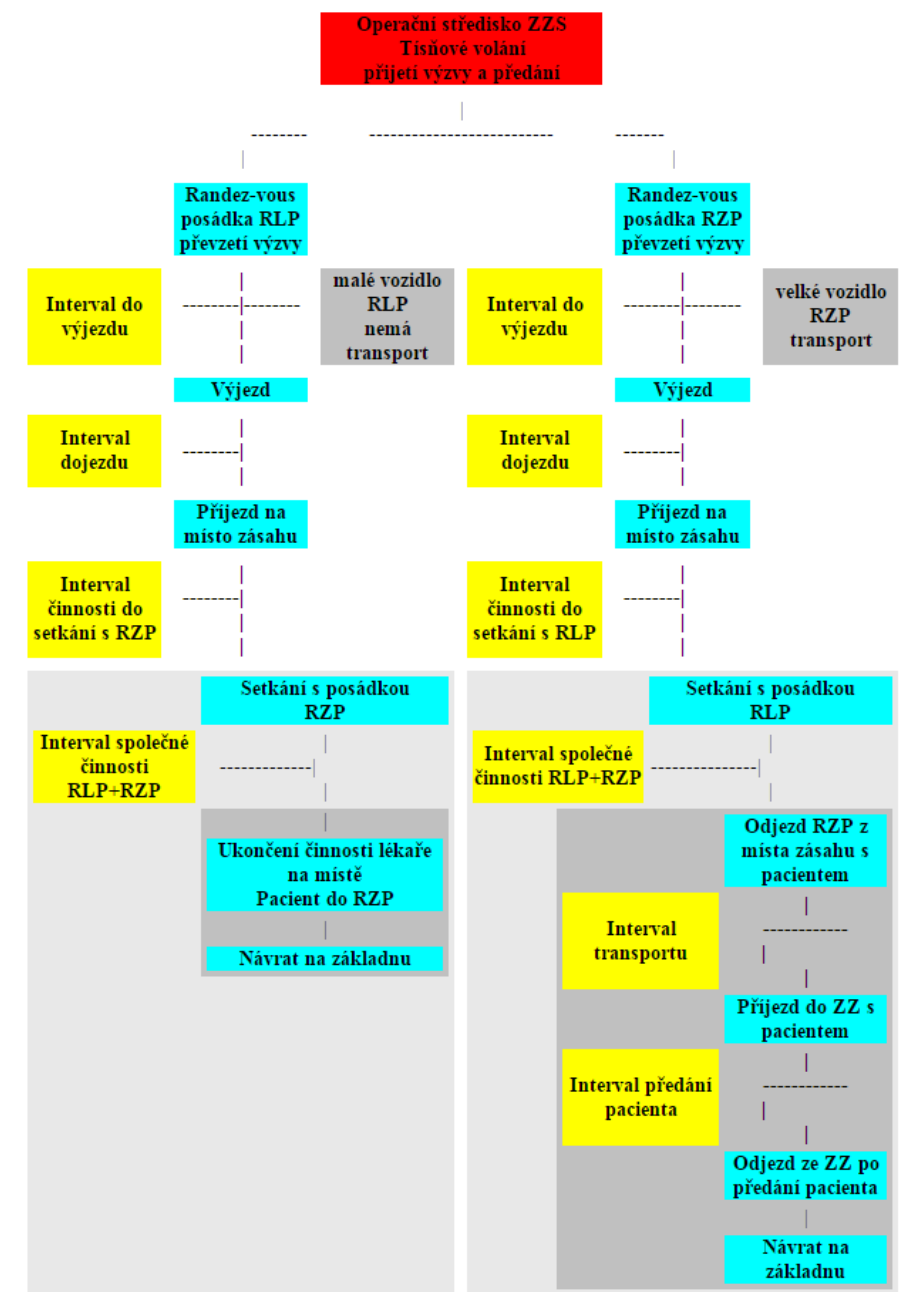 Operační středisko ZZS
Tísňové volání
přijetí výzvy a předání
Randez-vous
posádka RLP
převzetí výzvy
Randez-vous
posádka RZP
převzetí výzvy
Interval do
výjezdu
malé vozidlo
RLP
nemá
transport
Interval do
výjezdu
velké vozidlo
RZP
transport
Výjezd
Výjezd
Interval
dojezdu
Interval
dojezdu
Příjezd na
místo zásahu
Příjezd na
místo zásahu
Interval
činnosti do
setkání s RZP
Interval
činnosti do
setkání s RLP
Setkání s posádkou
RZP
Interval společné
činnosti
RLP+RZP
Ukončení činnosti lékaře
na místě
Pacient do RZP
Návrat na základnu
Setkání s posádkou
RLP
Interval společné
činnosti RLP+RZP
Odjezd RZP z
místa zásahu s
pacientem
Interval
transportu
Příjezd do ZZ s
pacientem
Interval předání
pacienta
Odjezd ze ZZ po
předání pacienta
Návrat na
základnu